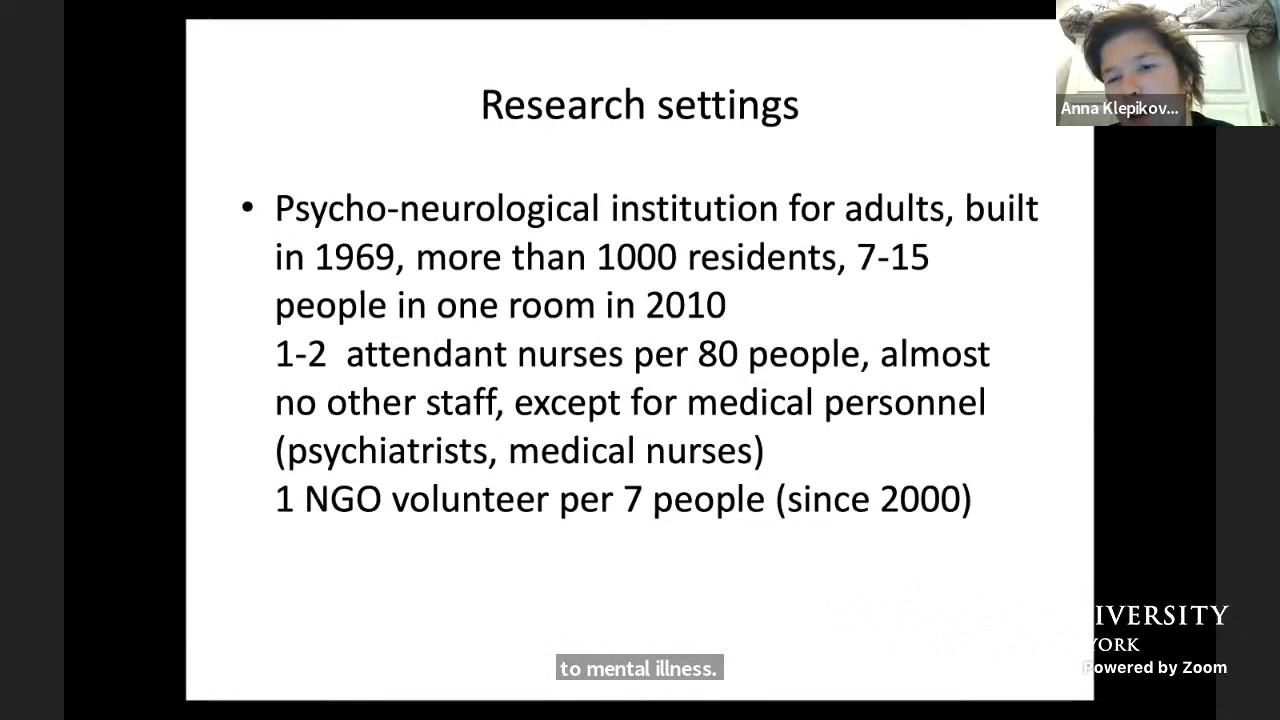 Research settings
Anna Klepikov...
• Psycho-neurological institution for adults, built
in 1969, more than 1000 residents, 7-15
people in one room in 2010
1-2 attendant nurses per 80 people, almost
no other staff, except for medical personnel
(psychiatrists, medical nurses)
1 NGO volunteer per 7 people (since 2000)
IVERSITY
YORK
Powered by Zoom
to mental illness.